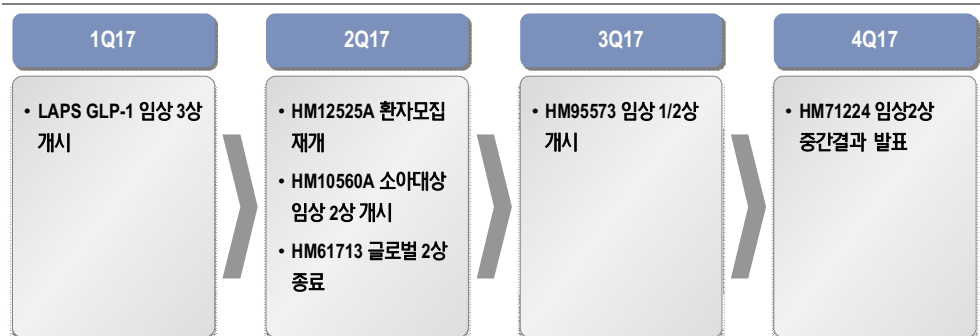 1Q17
• LAPS GLP-1 임상 3상
개시
2Q17
• HM12525A 환자모집
재개
• HM10560A 소아대상
임상 2상 개시
• HM61713 글로벌 2상
종료
3Q17
• HM95573 임상 1/2상
개시
4Q17
• HM71224 임상2상
중간결과 발표